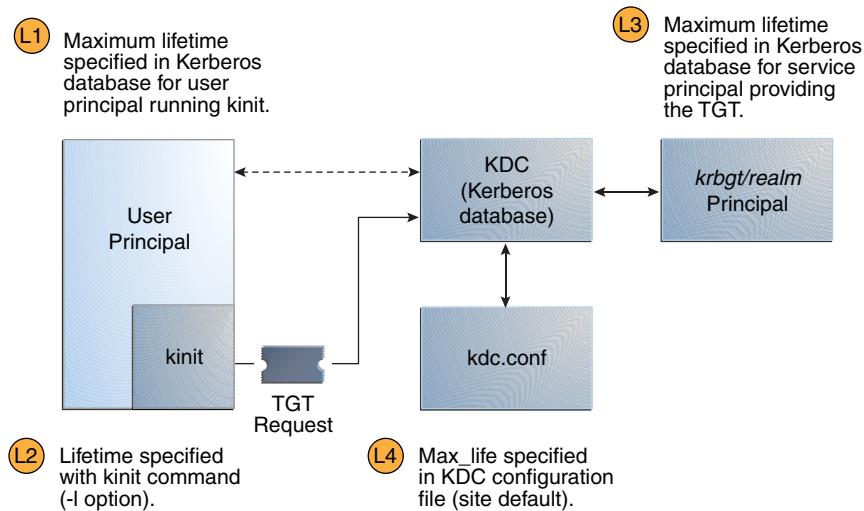 L1
Maximum lifetime
specified in Kerberos
database for user
principal running kinit.
L3
Maximum lifetime
specified in Kerberos
database for service
principal providing
the TGT.
User
Principal
kinit
TGT
Request
KDC
(Kerberos
database)
krbgt/realm
Principal
kdc.conf
L2
Lifetime specified
with kinit command
(-l option).
L4
Max_life specified
in KDC configuration
file (site default).